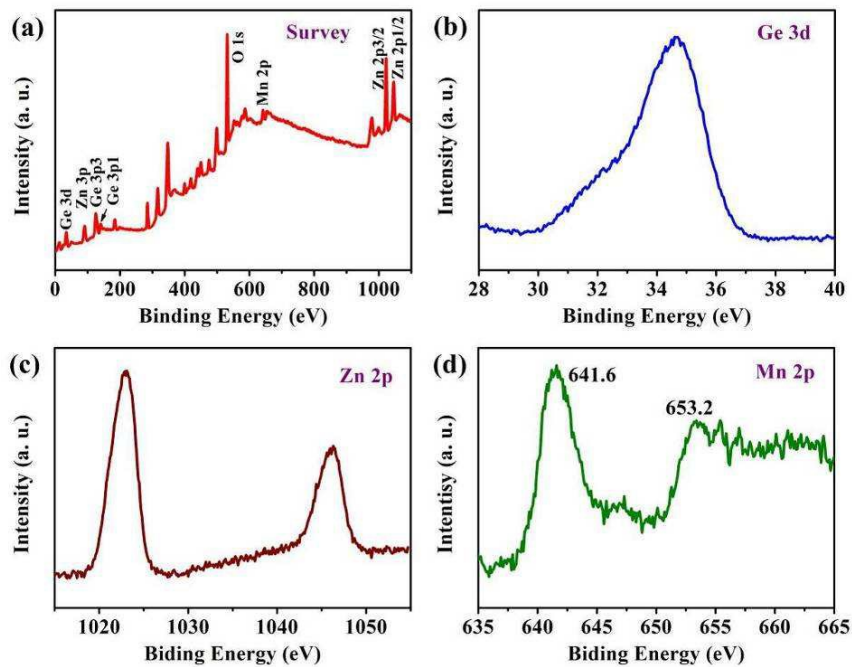 (a)
Survey
Intensity (a. u.)
Ge 3d
Zn 3p
Ge 3p3
Ge 3p1
O 1s
Mn 2p
Zn 2p3/2
Zn 2p1/2
0 200 400 600 800 1000
Binding Energy (eV)
(b)
Ge 3d
Intensity (a. u.)
28 30 32 34 36 38 40
Binding Energy (eV)
(c)
Zn 2p
Intensity (a. u.)
1020 1030 1040 1050
Biding Energy (eV)
(d)
Mn 2p
641.6
653.2
Intentisy (a. u.)
635 640 645 650 655 660 665
Biding Energy (eV)